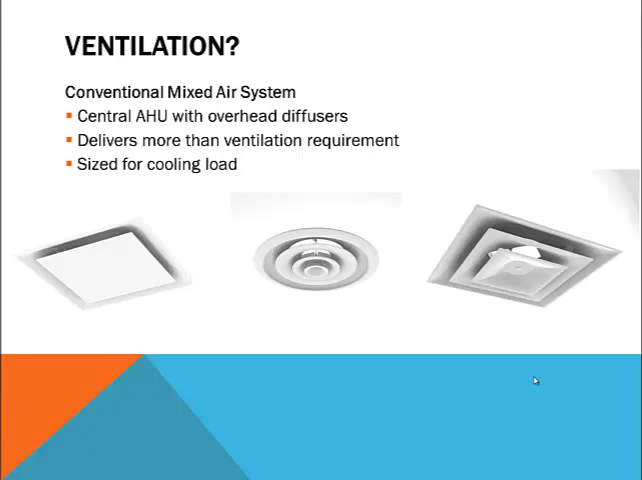 VENTILATION?
Conventional Mixed Air System
Central AHU with overhead diffusers
Delivers more than ventilation requirement
Sized for cooling load